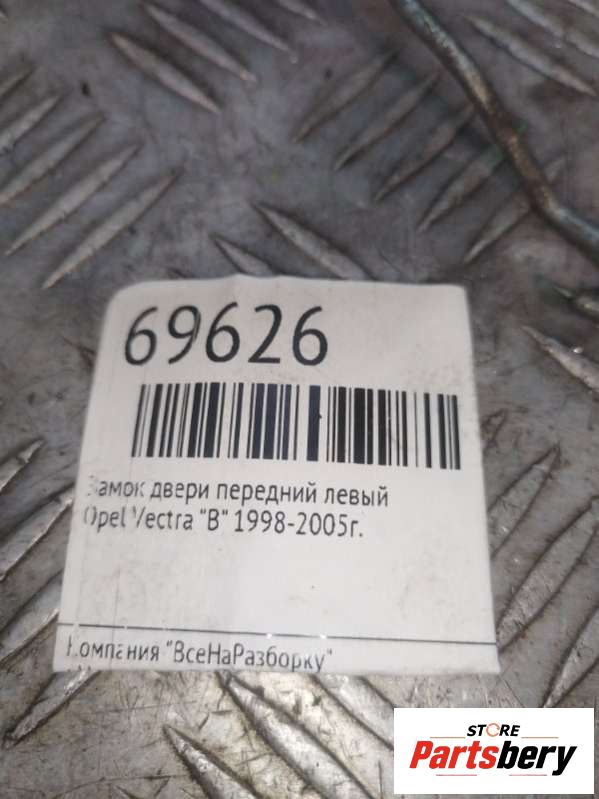 69626
Замок двери передний левый
Opel Vectra "B" 1998-2005г.
Компания "ВсеНаРазборку"
STORE
Partsbery